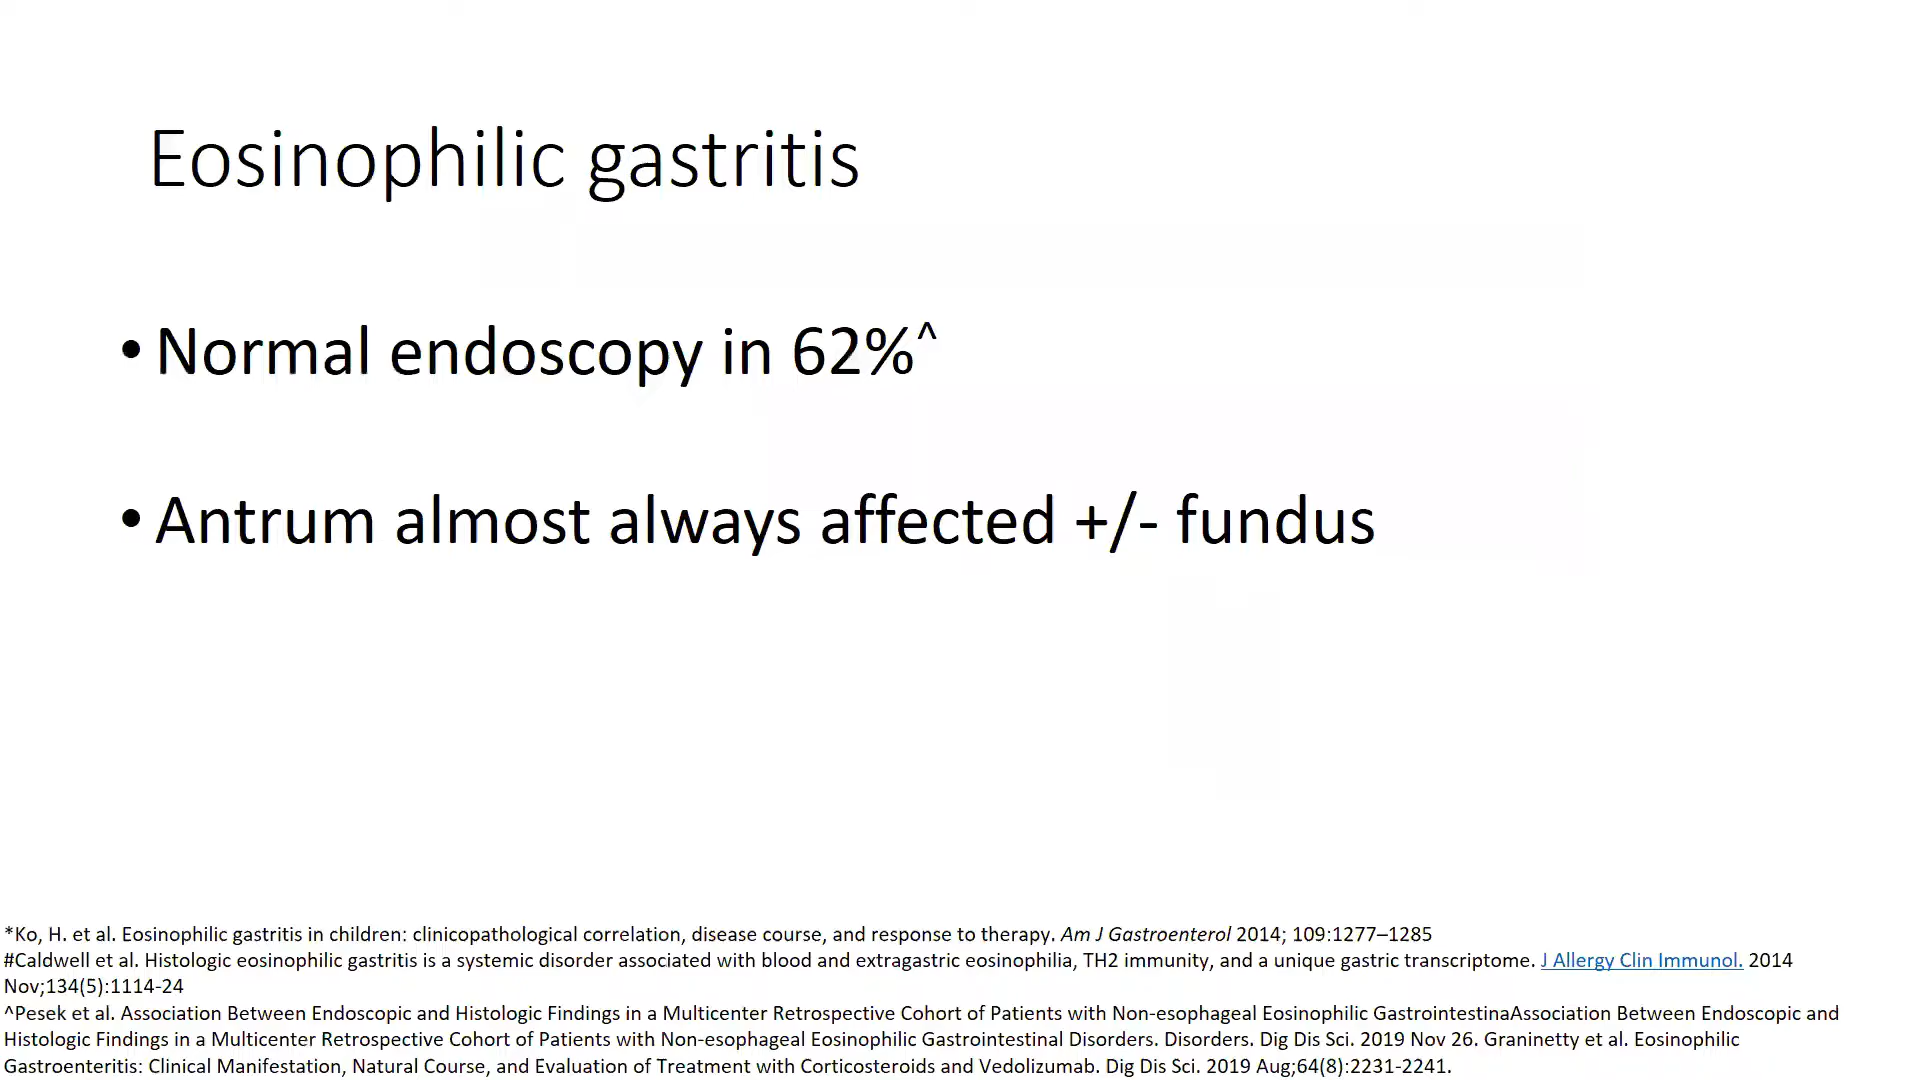 Eosinophilic gastritis
• Normal endoscopy in 62%^
• Antrum almost always affected +/- fundus
*Ko, H. et al. Eosinophilic gastritis in children: clinicopathological correlation, disease course, and response to therapy. Am J Gastroenterol 2014; 109:1277–1285
#Caldwell et al. Histologic eosinophilic gastritis is a systemic disorder associated with blood and extragastric eosinophilia, TH2 immunity, and a unique gastric transcriptome. J Allergy Clin Immunol. 2014
Nov;134(5):1114-24
^Pesek et al. Association Between Endoscopic and Histologic Findings in a Multicenter Retrospective Cohort of Patients with Non-esophageal Eosinophilic GastrointestinaAssociation Between Endoscopic and
Histologic Findings in a Multicenter Retrospective Cohort of Patients with Non-esophageal Eosinophilic Gastrointestinal Disorders. Disorders. Dig Dis Sci. 2019 Nov 26. Graninetty et al. Eosinophilic
Gastroenteritis: Clinical Manifestation, Natural Course, and Evaluation of Treatment with Corticosteroids and Vedolizumab. Dig Dis Sci. 2019 Aug;64(8):2231-2241.